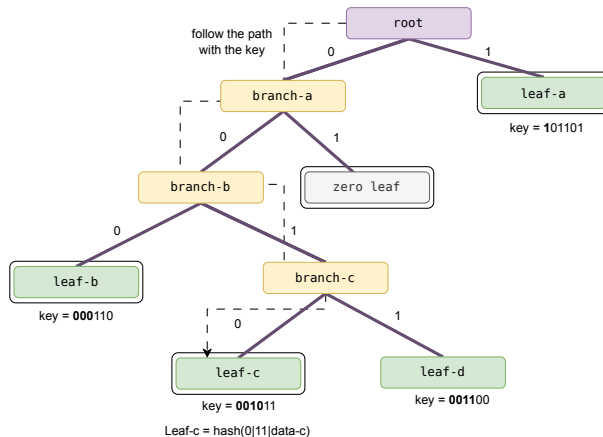 root
follow the path
with the key
0
1
branch-a
leaf-a
key = 101101
0
1
branch-b
zero leaf
0
1
leaf-b
branch-c
key = 000110
0
1
leaf-c
leaf-d
key = 001011
key = 001100
Leaf-c = hash(0|11|data-c)